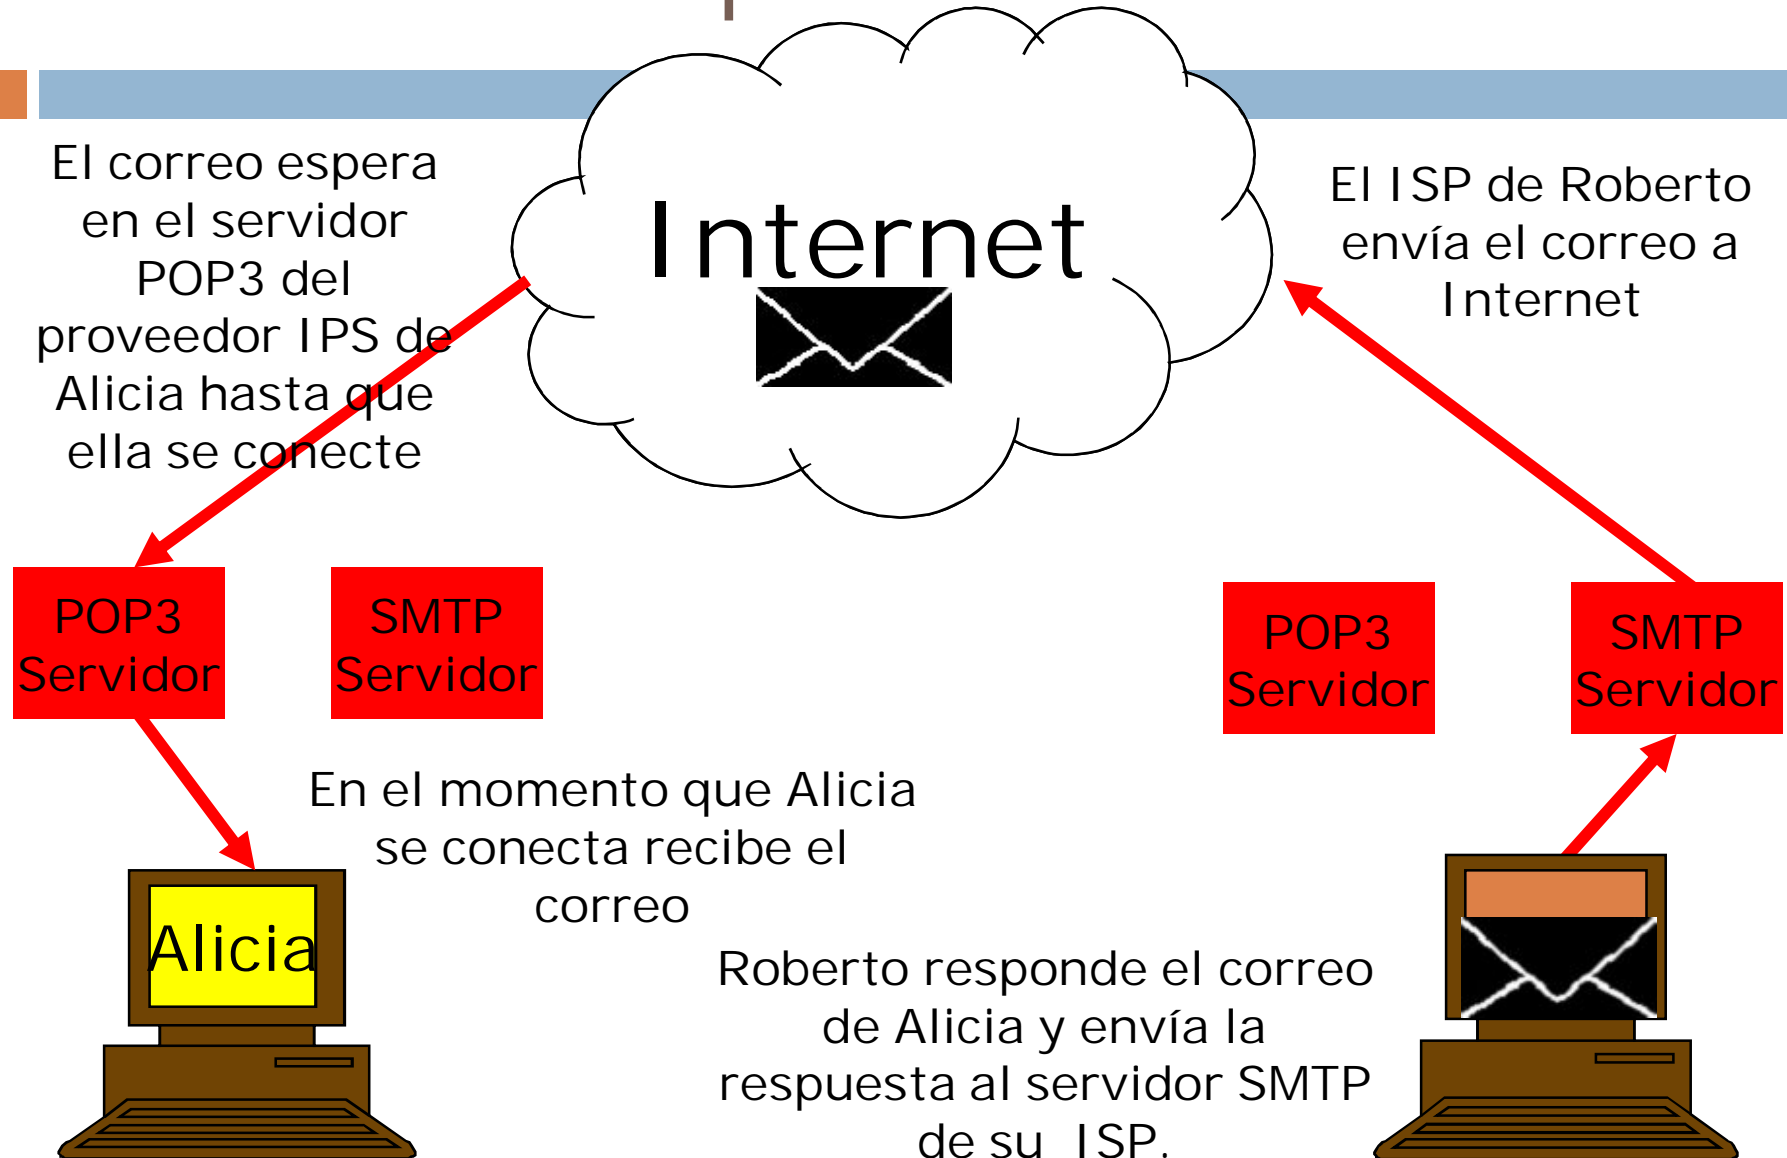 El correo espera
en el servidor
POP3 del
proveedor IPS de
Alicia hasta que
ella se conecte
Internet
El ISP de Roberto
envía el correo a
Internet
POP3
Servidor
SMTP
Servidor
POP3
Servidor
SMTP
Servidor
En el momento que Alicia
se conecta recibe el
correo
Alicia
Roberto responde el correo
de Alicia y envía la
respuesta al servidor SMTP
de su ISP.